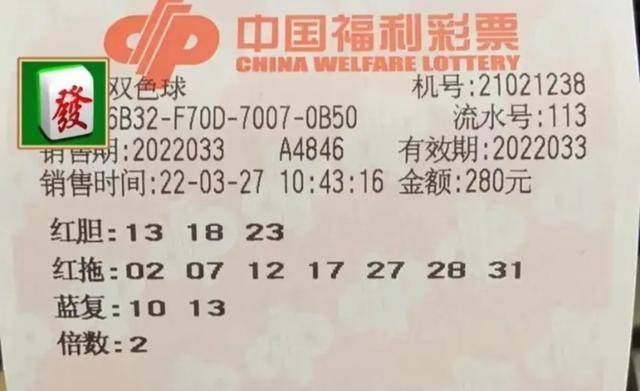 中国福利彩票
CHINA WELFARE LOTTERY
發
双色球 机号:21021238
6B32-F70D-7007-0B50 流水号:113
销售期:2022033 A4846 有效期:2022033
销售时间:22-03-27 10:43:16 金额:280元
红胆:13 18 23
红拖:02 07 12 17 27 28 31
蓝复:10 13
倍数:2